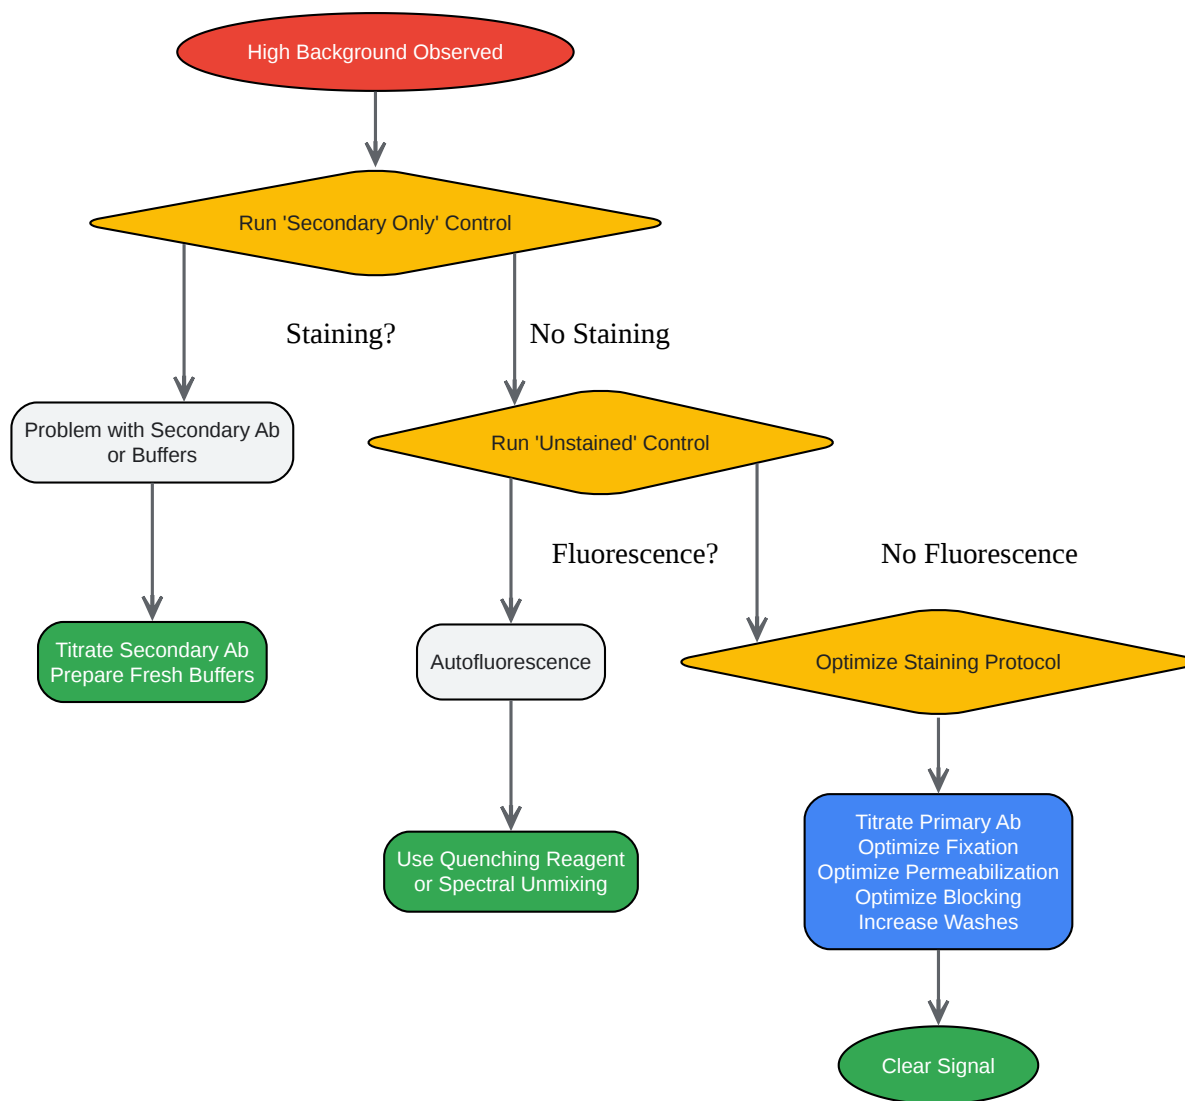 High Background Observed
Run 'Secondary Only' Control
Staining?
No Staining
Problem with Secondary Ab
or Buffers
Run 'Unstained' Control
Fluorescence?
No Fluorescence
Titrate Secondary Ab
Prepare Fresh Buffers
Autofluorescence
Optimize Staining Protocol
Use Quenching Reagent
or Spectral Unmixing
Titrate Primary Ab
Optimize Fixation
Optimize Permeabilization
Optimize Blocking
Increase Washes
Clear Signal